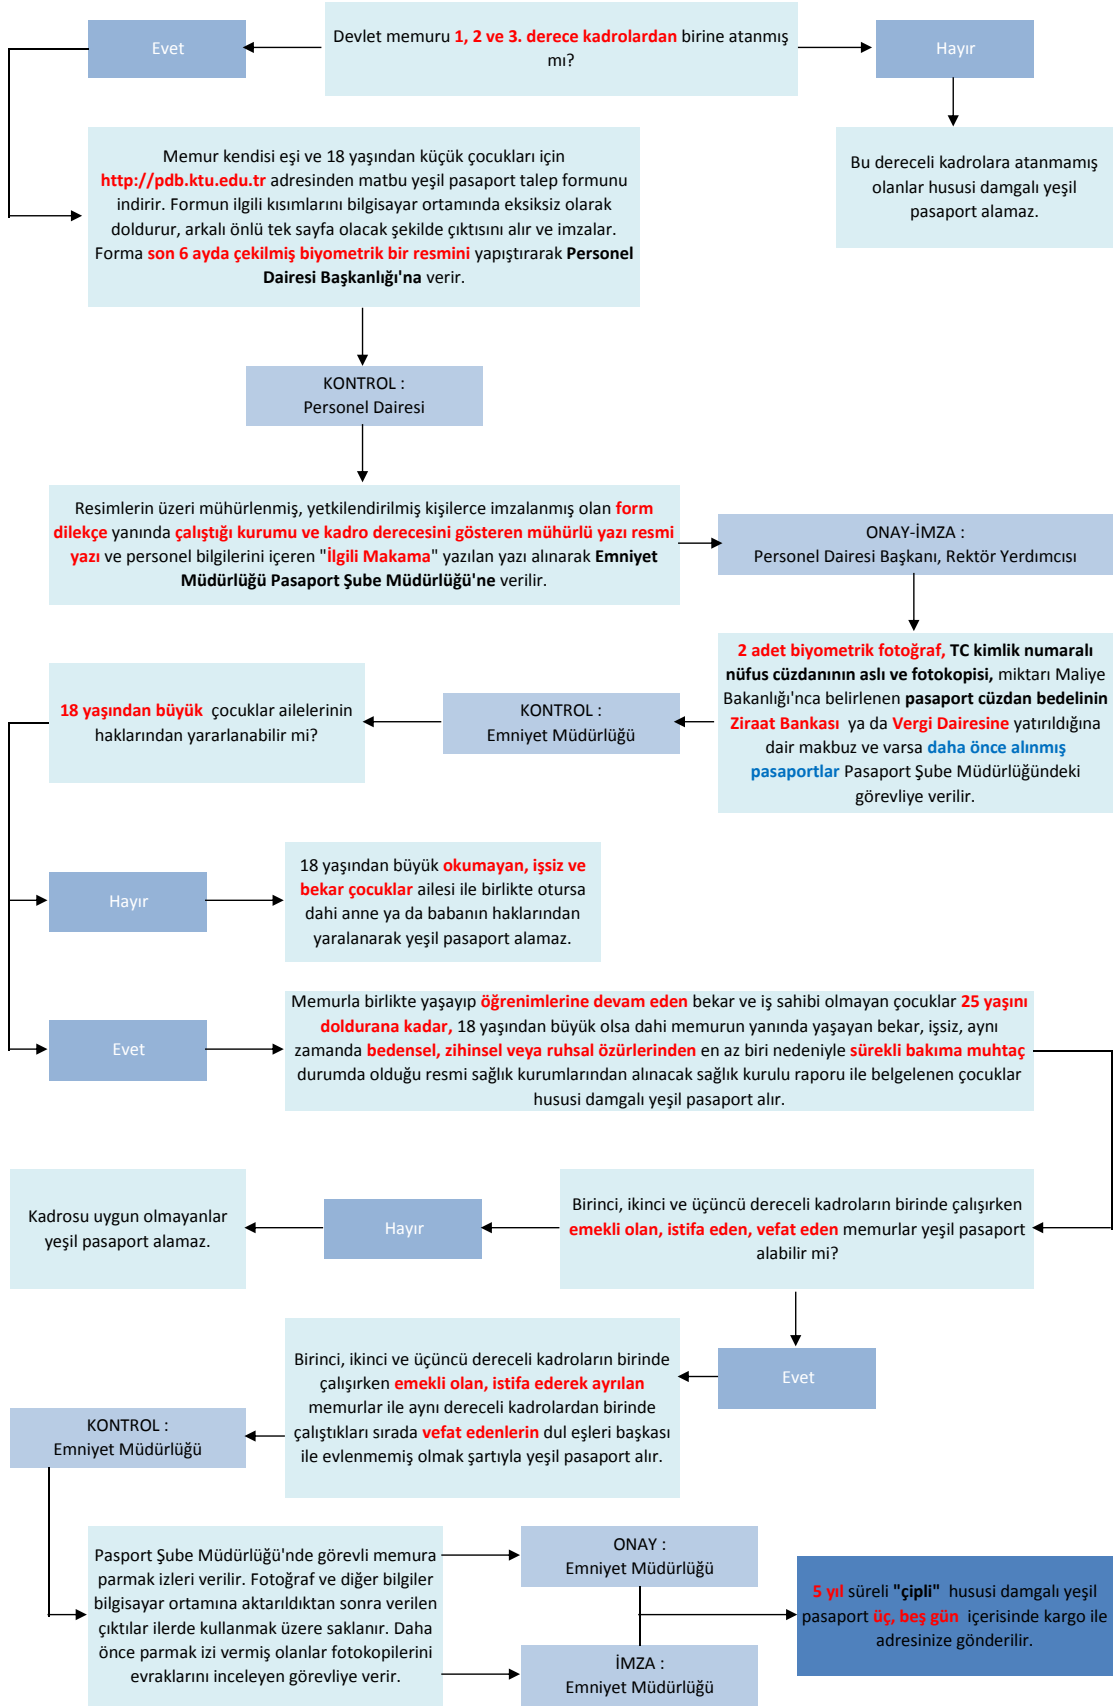 Evet
Devlet memuru 1, 2 ve 3. derece kadrolardan birine atanmış
mı?
Hayır
Memur kendisi eşi ve 18 yaşından küçük çocukları için
http://pdb.ktu.edu.tr adresinden matbu yeşil pasaport talep formunu
indirir. Formun ilgili kısımlarını bilgisayar ortamında eksiksiz olarak
doldurur, arkalı önlü tek sayfa olacak şekilde çıktısını alır ve imzalar.
Forma son 6 ayda çekilmiş biyometrik bir resmini yapıştırarak Personel
Dairesi Başkanlığı'na verir.
Bu dereceli kadrolara atanmamış
olanlar hususi damgalı yeşil
pasaport alamaz.
KONTROL :
Personel Dairesi
Resimlerin üzeri mühürlenmiş, yetkilendirilmiş kişilerce imzalanmış olan form
dilekçe yanında çalıştığı kurumu ve kadro derecesini gösteren mühürlü yazı resmi
yazı ve personel bilgilerini içeren "İlgili Makama" yazılan yazı alınarak Emniyet
Müdürlüğü Pasaport Şube Müdürlüğü'ne verilir.
ONAY-İMZA :
Personel Dairesi Başkanı, Rektör Yerdımcısı
2 adet biyometrik fotoğraf, TC kimlik numaralı
nüfus cüzdanının aslı ve fotokopisi, miktarı Maliye
Bakanlığı'nca belirlenen pasaport cüzdan bedelinin
Ziraat Bankası ya da Vergi Dairesine yatırıldığına
dair makbuz ve varsa daha önce alınmış
pasaportlar Pasaport Şube Müdürlüğündeki
görevliye verilir.
KONTROL :
Emniyet Müdürlüğü
18 yaşından büyük çocuklar ailelerinin
haklarından yararlanabilir mi?
Hayır
18 yaşından büyük okumayan, işsiz ve
bekar çocuklar ailesi ile birlikte otursa
dahi anne ya da babanın haklarından
yaralanarak yeşil pasaport alamaz.
Evet
Memurla birlikte yaşayıp öğrenimlerine devam eden bekar ve iş sahibi olmayan çocuklar 25 yaşını
doldurana kadar, 18 yaşından büyük olsa dahi memurun yanında yaşayan bekar, işsiz, aynı
zamanda bedensel, zihinsel veya ruhsal özürlerinden en az biri nedeniyle sürekli bakıma muhtaç
durumda olduğu resmi sağlık kurumlarından alınacak sağlık kurulu raporu ile belgelenen çocuklar
hususi damgalı yeşil pasaport alır.
Birinci, ikinci ve üçüncü dereceli kadroların birinde çalışırken
emekli olan, istifa eden, vefat eden memurlar yeşil pasaport
alabilir mi?
Hayır
Kadrosu uygun olmayanlar
yeşil pasaport alamaz.
Evet
Birinci, ikinci ve üçüncü dereceli kadroların birinde
çalışırken emekli olan, istifa ederek ayrılan
memurlar ile aynı dereceli kadrolardan birinde
çalıştıkları sırada vefat edenlerin dul eşleri başkası
ile evlenmemiş olmak şartıyla yeşil pasaport alır.
KONTROL :
Emniyet Müdürlüğü
Pasport Şube Müdürlüğü'nde görevli memura
parmak izleri verilir. Fotoğraf ve diğer bilgiler
bilgisayar ortamına aktarıldıktan sonra verilen
çıktılar ilerde kullanmak üzere saklanır. Daha
önce parmak izi vermiş olanlar fotokopilerini
evraklarını inceleyen görevliye verir.
ONAY :
Emniyet Müdürlüğü
İMZA :
Emniyet Müdürlüğü
5 yıl süreli "çipli" hususi damgalı yeşil
pasaport üç, beş gün içerisinde kargo ile
adresinize gönderilir.